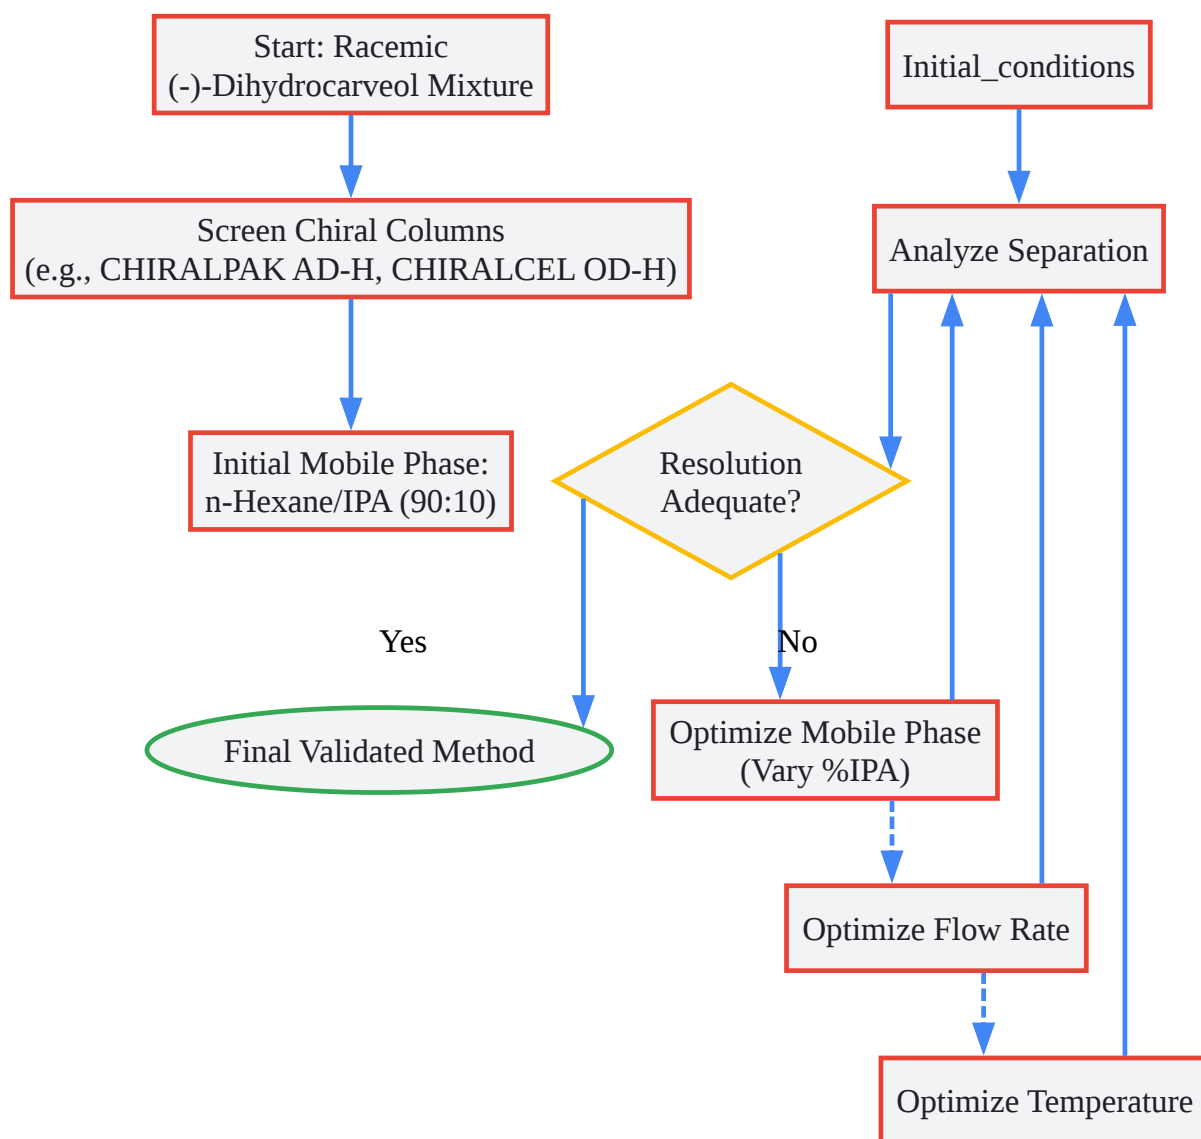 Start: Racemic
(-)-Dihydrocarveol Mixture
Initial_conditions
Screen Chiral Columns
(e.g., CHIRALPAK AD-H, CHIRALCEL OD-H)
Analyze Separation
Initial Mobile Phase:
n-Hexane/IPA (90:10)
Resolution
Adequate?
Yes
No
Final Validated Method
Optimize Mobile Phase
(Vary %IPA)
Optimize Flow Rate
Optimize Temperature